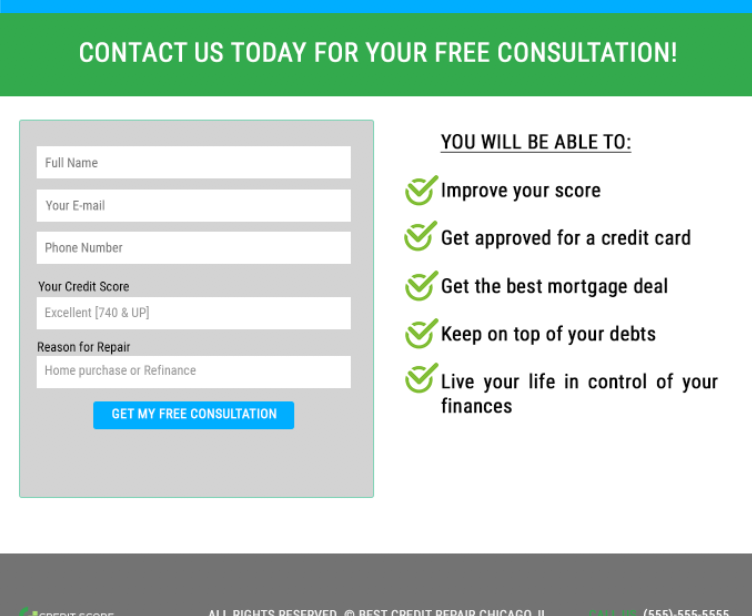 CONTACT US TODAY FOR YOUR FREE CONSULTATION!
Full Name
Your E-mail
Phone Number
Your Credit Score
Excellent [740 & UP]
Reason for Repair
Home purchase or Refinance
GET MY FREE CONSULTATION
YOU WILL BE ABLE TO:
Improve your score
Get approved for a credit card
Get the best mortgage deal
Keep on top of your debts
Live your life in control of your
finances
CREDIT SCORE
ALL RIGHTS RESERVED. © BEST CREDIT REPAIR CHICAGO, IL
CALL US: (555)-555-5555